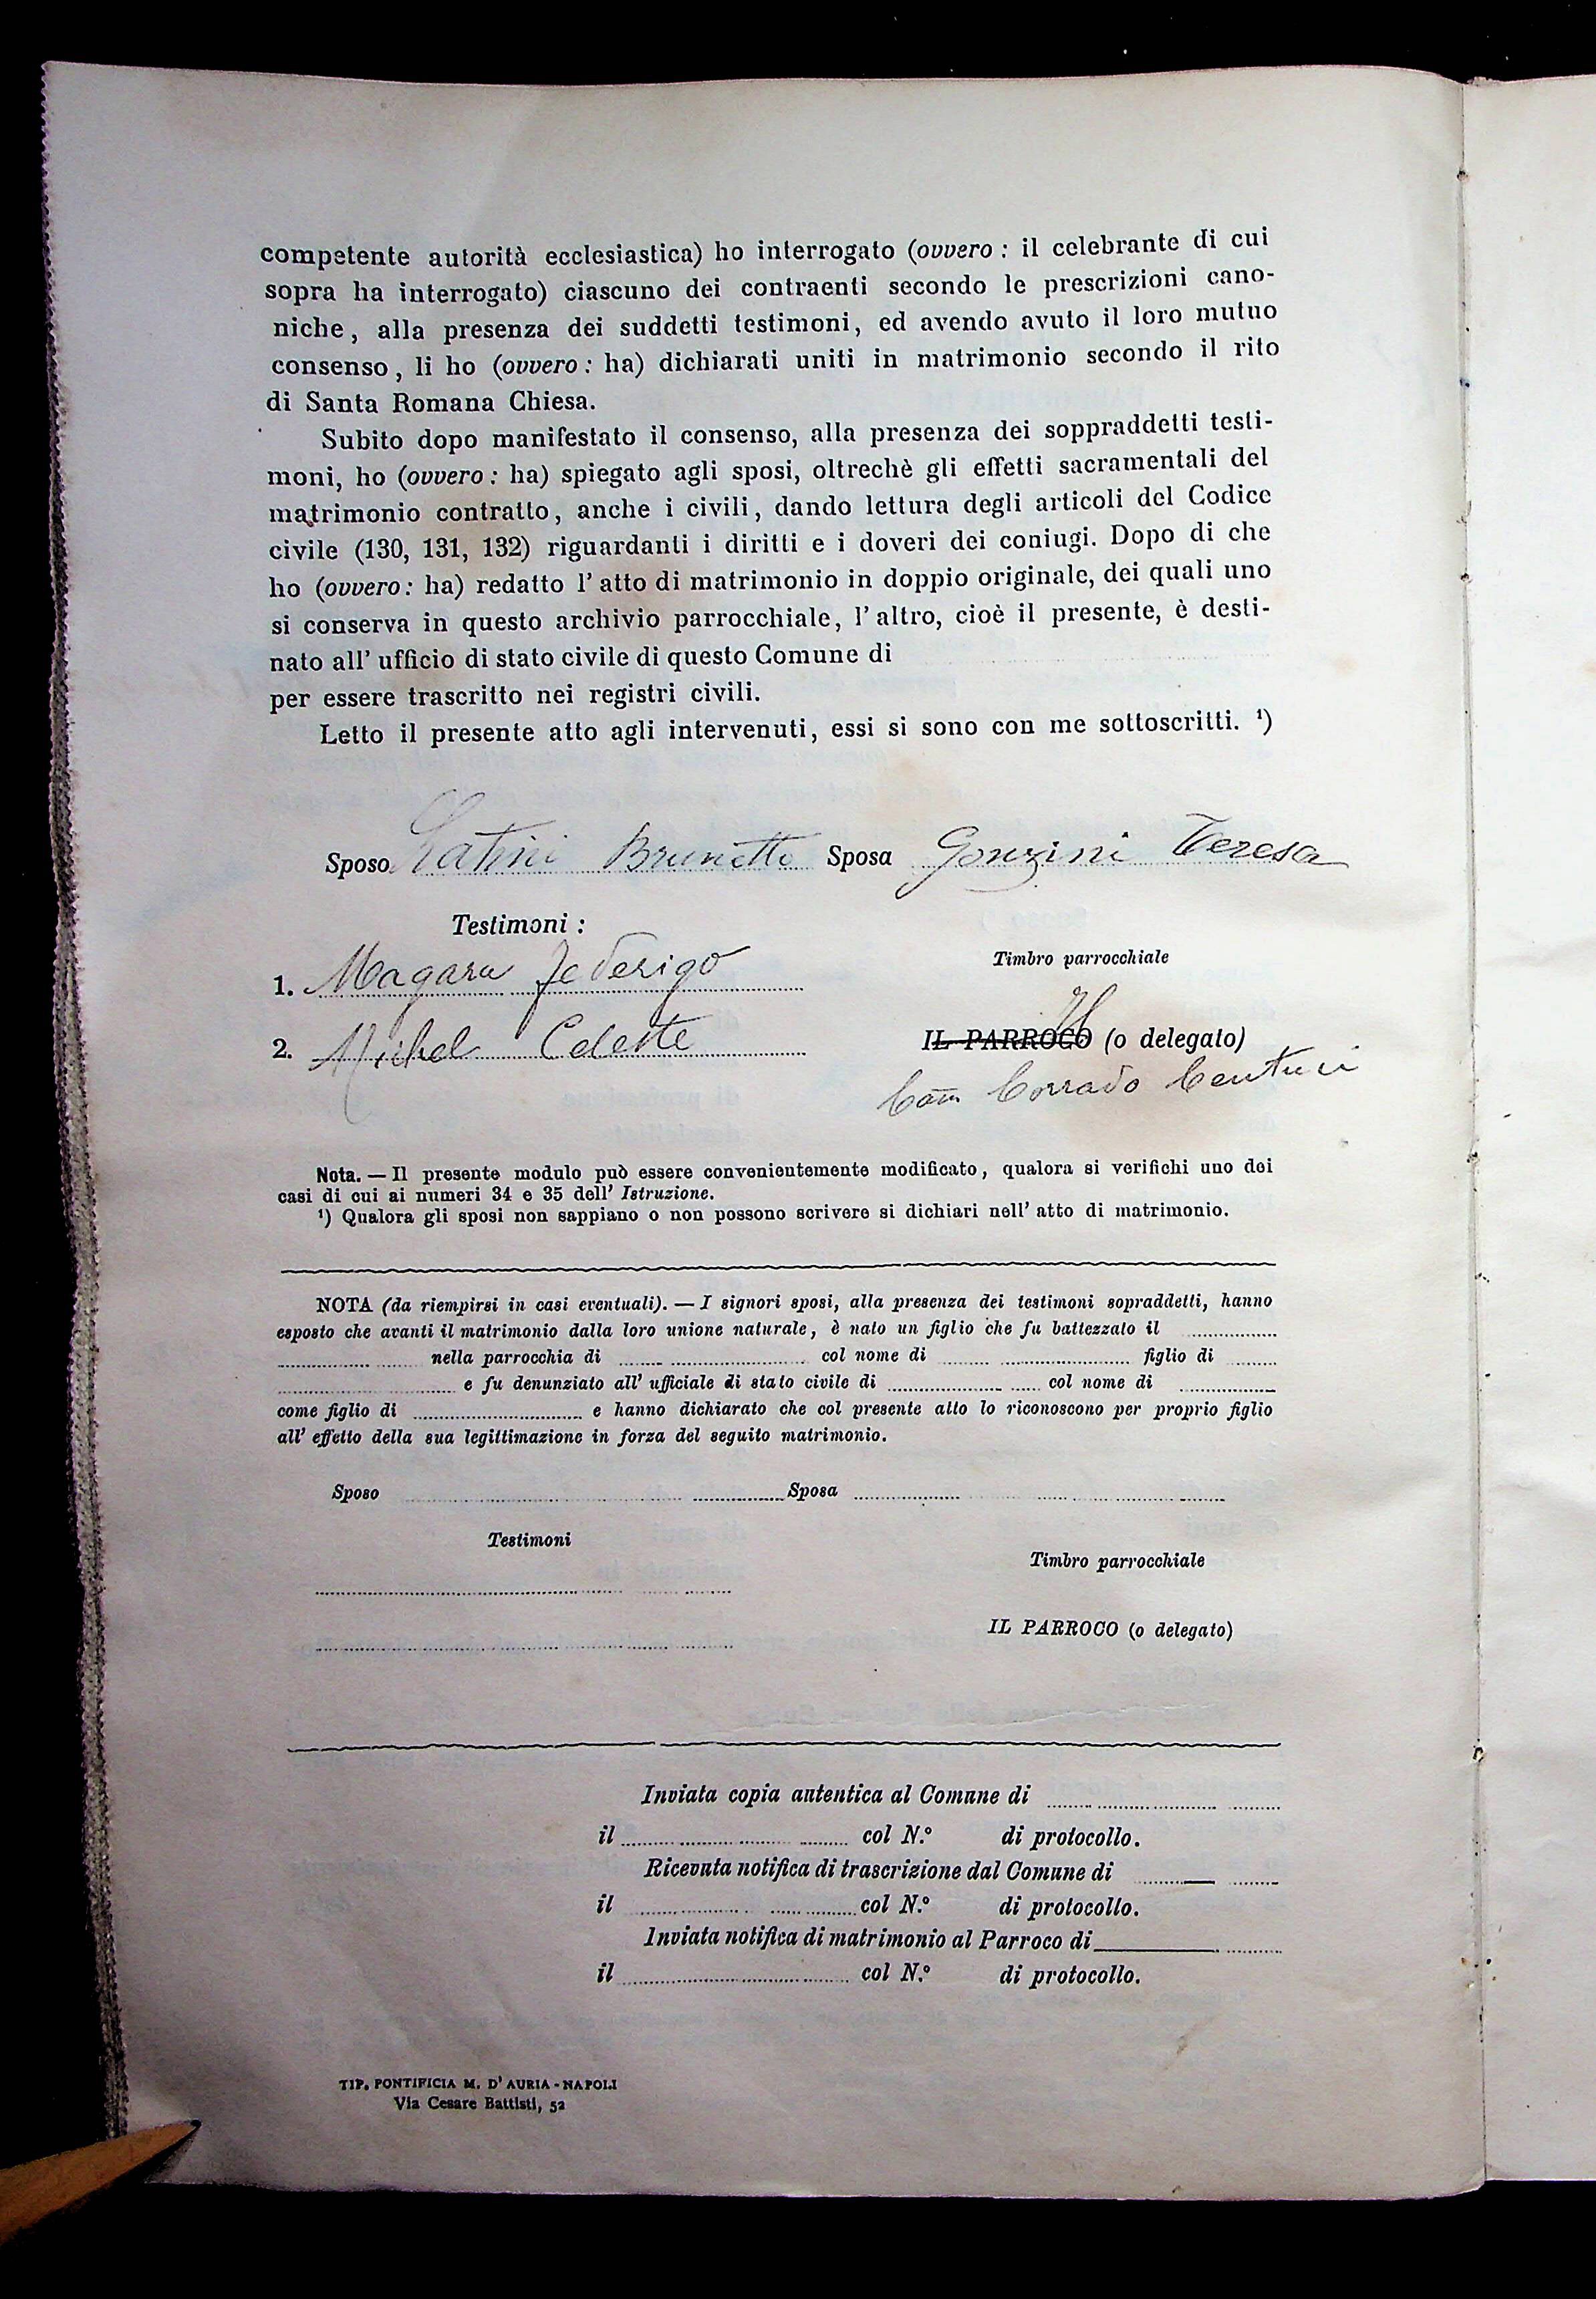 competente autorità ecclesiastica) ho interrogato (ovvero : il celebrante di cui
sopra ha interrogato) ciascuno dei contraenti secondo le prescrizioni cano-
niche, alla presenza dei suddetti testimoni, ed avendo avuto il loro mutuo
consenso, li ho (ovvero : ha) dichiarati uniti in matrimonio secondo il rito
di Santa Romana Chiesa.
Subito dopo manifestato il consenso, alla presenza dei soppraddetti testi-
moni, ho (ovvero : ha) spiegato agli sposi, oltrechè gli effetti sacramentali del
matrimonio contratto, anche i civili, dando lettura degli articoli del Codice
civile (130, 131, 132) riguardanti i diritti e i doveri dei coniugi. Dopo di che
ho (ovvero : ha) redatto l'atto di matrimonio in doppio originale, dei quali uno
si conserva in questo archivio parrocchiale, l'altro, cioè il presente, è desti-
nato all'ufficio di stato civile di questo Comune di
per essere trascritto nei registri civili.
Letto il presente atto agli intervenuti, essi si sono con me sottoscritti. ¹)
Sposo Latini Brunetto Sposa Gonzini Teresa
Testimoni :
Timbro parrocchiale
1. Magara Federigo
2. Michel Celeste
Il
IL PARROCO (o delegato)
Corrado Centuci
Nota. — Il presente modulo può essere convenientemente modificato, qualora si verifichi uno dei
casi di cui ai numeri 34 e 35 dell' Istruzione.
¹) Qualora gli sposi non sappiano o non possono scrivere si dichiari nell'atto di matrimonio.
NOTA (da riempirsi in casi eventuali). — I signori sposi, alla presenza dei testimoni sopraddetti, hanno
esposto che avanti il matrimonio dalla loro unione naturale, è nato un figlio che fu battezzato il
nella parrocchia di col nome di figlio di
e fu denunziato all' ufficiale di stato civile di col nome di
come figlio di e hanno dichiarato che col presente atto lo riconoscono per proprio figlio
all' effetto della sua legittimazione in forza del seguito matrimonio.
Sposo Sposa
Testimoni
Timbro parrocchiale
IL PARROCO (o delegato)
Inviata copia autentica al Comune di
il col N.° di protocollo.
Ricevuta notifica di trascrizione dal Comune di
il col N.° di protocollo.
Inviata notifica di matrimonio al Parroco di
il col N.° di protocollo.
TIP. PONTIFICIA M. D'AURIA - NAPOLI
Via Cesare Battisti, 52